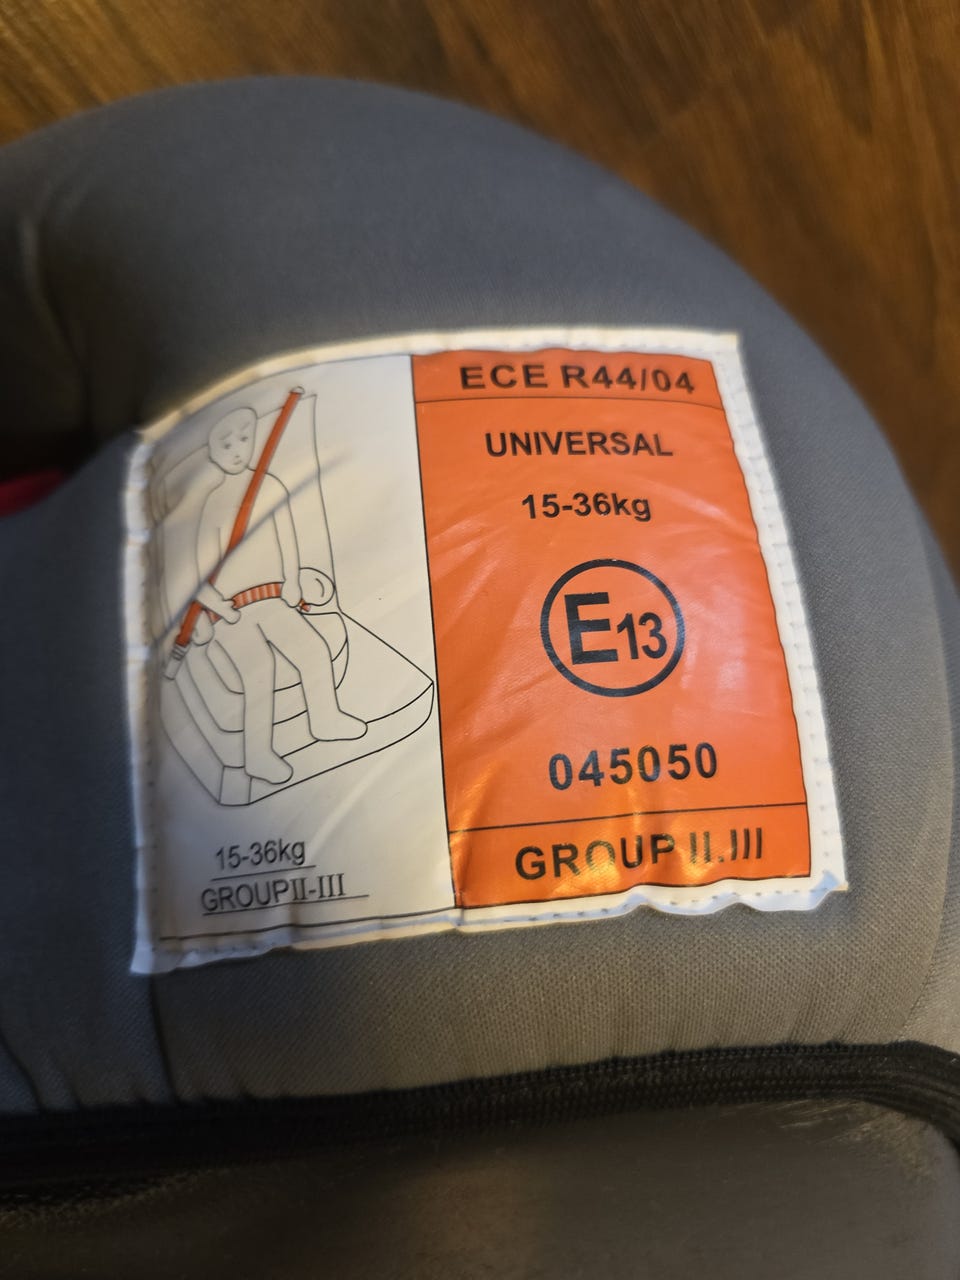 ECE R44/04
UNIVERSAL
15-36kg
E13
045050
GROUP II.III
15-36kg
GROUPII-III